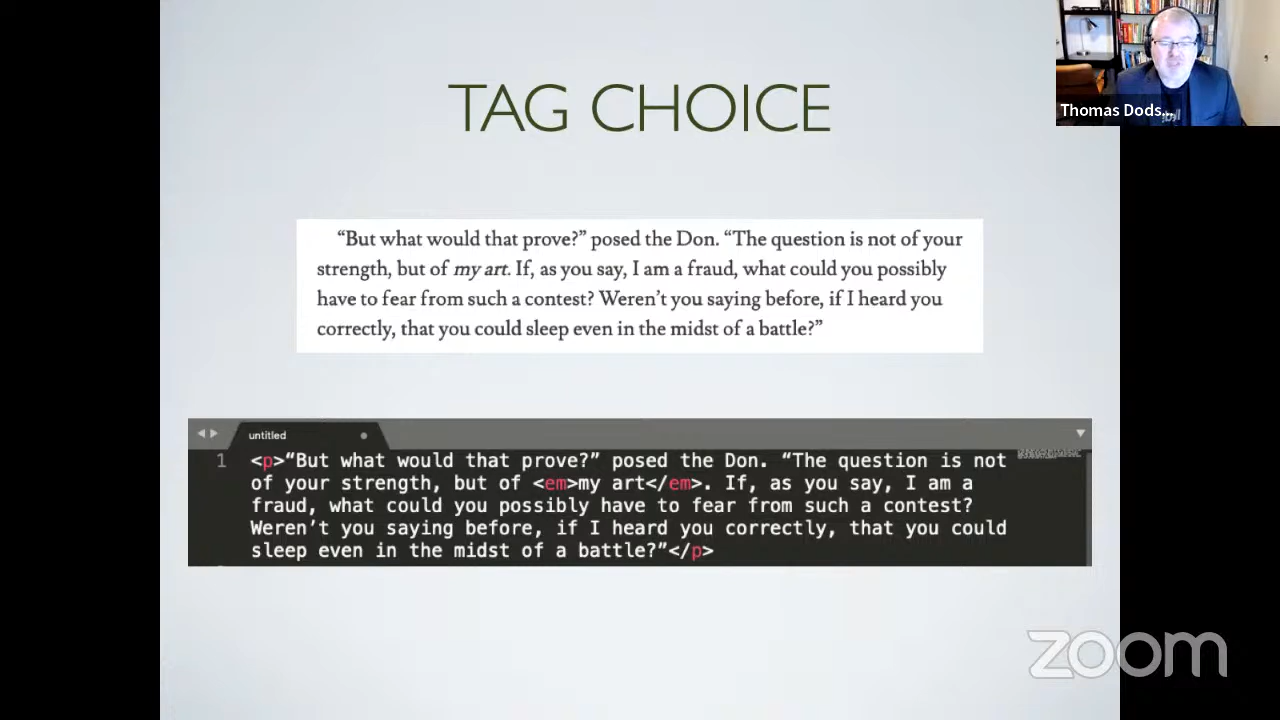 TAG CHOICE
Thomas Dods...
“But what would that prove?” posed the Don. “The question is not of your
strength, but of my art. If, as you say, I am a fraud, what could you possibly
have to fear from such a contest? Weren’t you saying before, if I heard you
correctly, that you could sleep even in the midst of a battle?”
untitled
1 <p>“But what would that prove?” posed the Don. “The question is not
of your strength, but of <em>my art</em>. If, as you say, I am a
fraud, what could you possibly have to fear from such a contest?
Weren’t you saying before, if I heard you correctly, that you could
sleep even in the midst of a battle?”</p>
zoom